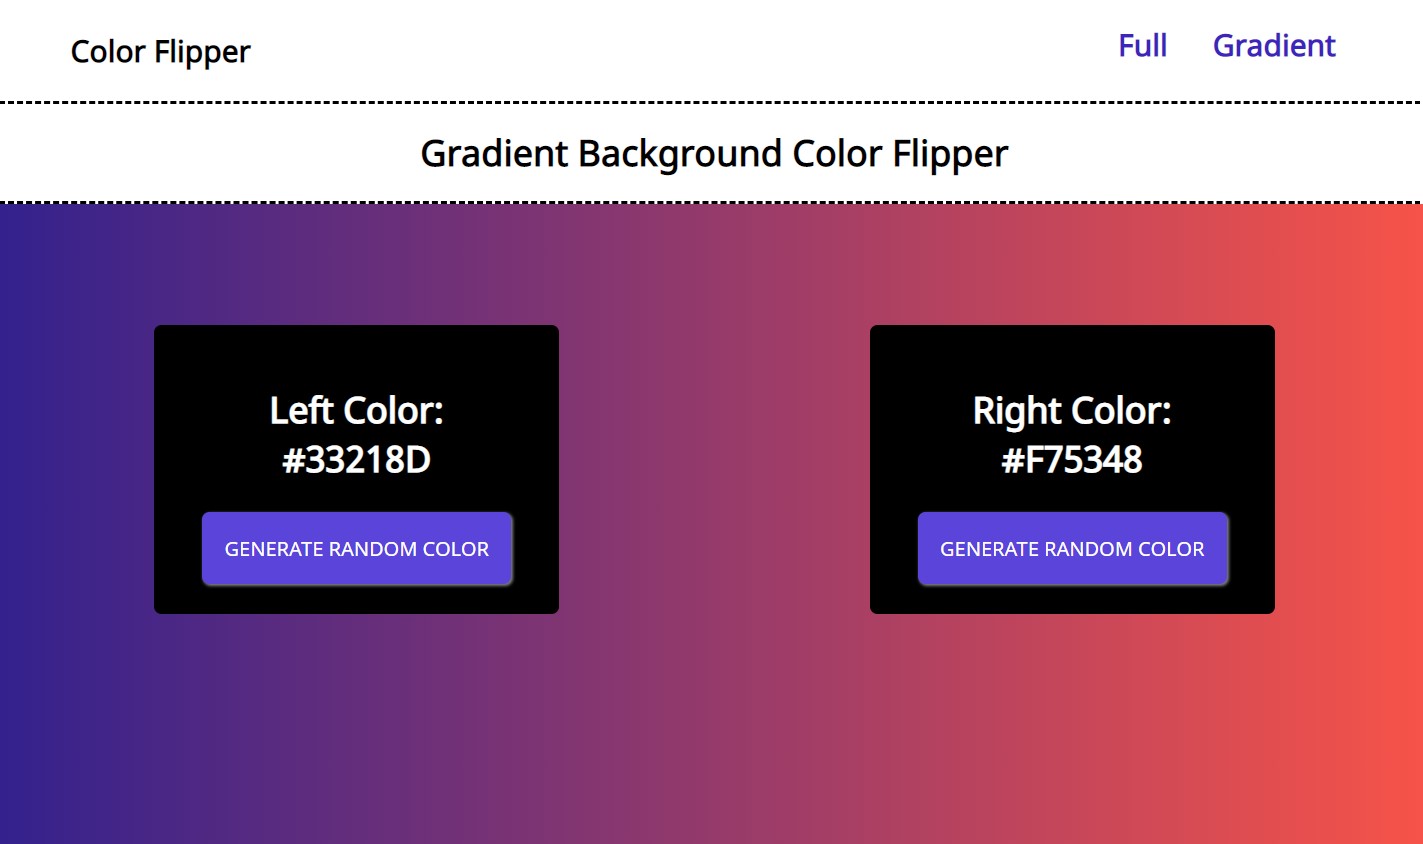 Color Flipper
Full Gradient
Gradient Background Color Flipper
Left Color:
#33218D
GENERATE RANDOM COLOR
Right Color:
#F75348
GENERATE RANDOM COLOR